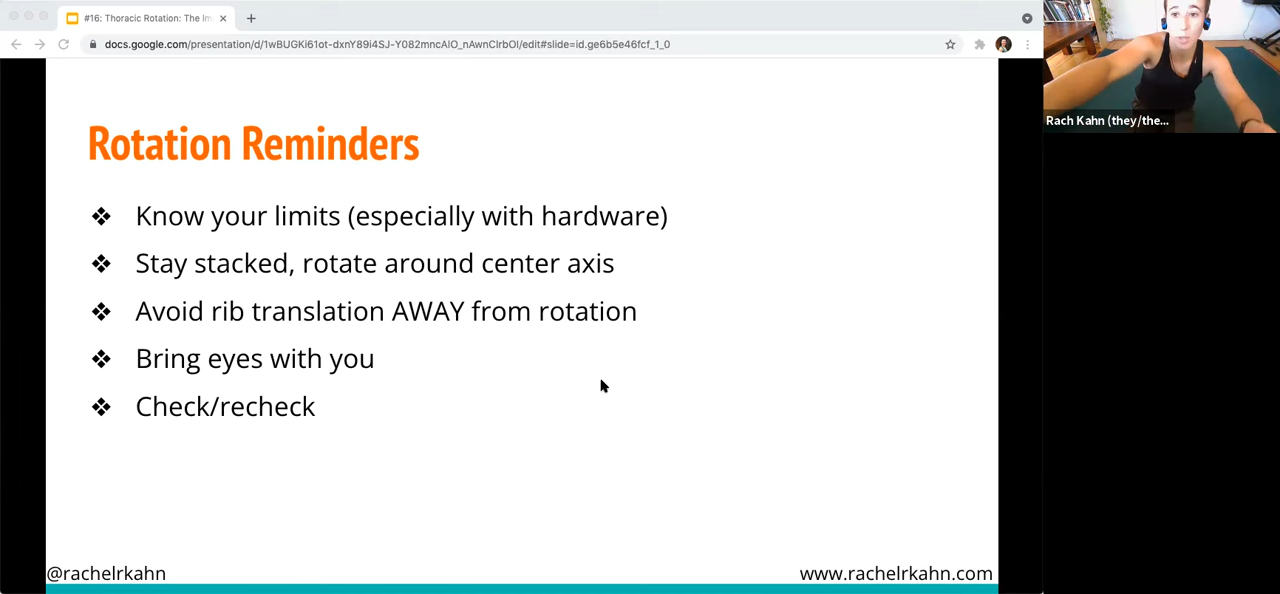 #16: Thoracic Rotation: The Im
docs.google.com/presentation/d/1wBUGKi61ot-dxnY89i4SJ-Y082mncAIO_nAwnClrbOI/edit#slide=id.ge6b5e46fcf_1_0
Rach Kahn (they/the...
Rotation Reminders
❖ Know your limits (especially with hardware)
❖ Stay stacked, rotate around center axis
❖ Avoid rib translation AWAY from rotation
❖ Bring eyes with you
❖ Check/recheck
@rachelrkahn
www.rachelrkahn.com